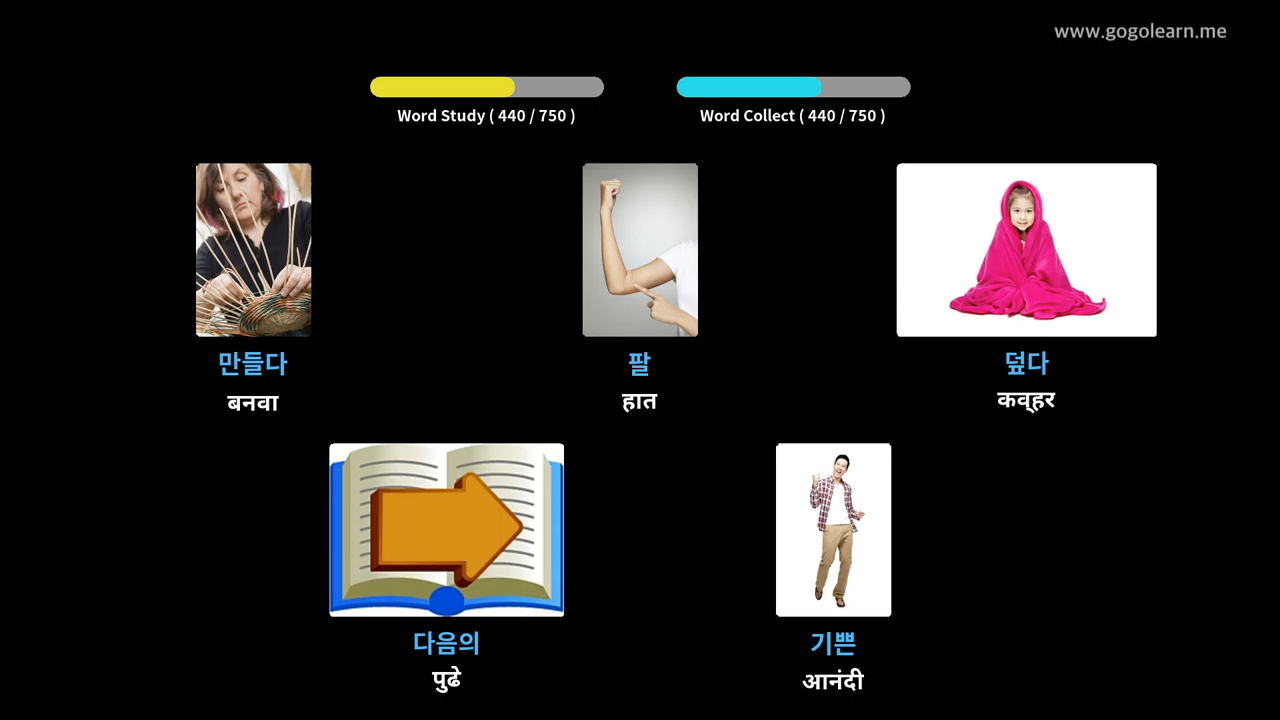 www.gogolearn.me
Word Study ( 440 / 750 )
Word Collect ( 440 / 750 )
만들다
बनवा
팔
हात
덮다
कव्हर
다음의
पुढे
기쁜
आनंदी